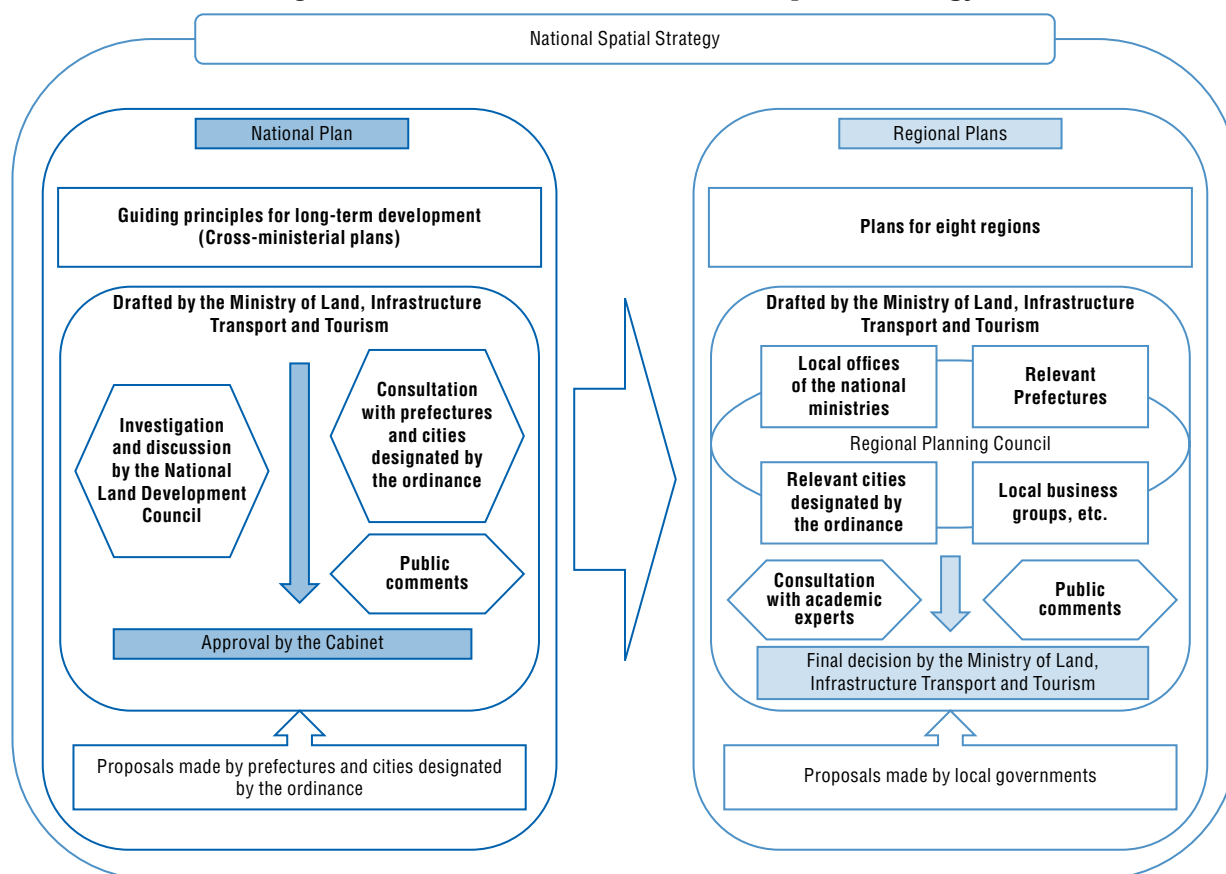 National Spatial Strategy
National Plan
Guiding principles for long-term development
(Cross-ministerial plans)
Drafted by the Ministry of Land, Infrastructure
Transport and Tourism
Investigation
and discussion
by the National
Land Development
Council
Consultation
with prefectures
and cities
designated by
the ordinance
Public
comments
Approval by the Cabinet
Proposals made by prefectures and cities designated
by the ordinance
Regional Plans
Plans for eight regions
Drafted by the Ministry of Land, Infrastructure
Transport and Tourism
Local offices
of the national
ministries
Relevant
Prefectures
Regional Planning Council
Relevant cities
designated by
the ordinance
Local business
groups, etc.
Consultation
with academic
experts
Public
comments
Final decision by the Ministry of Land,
Infrastructure Transport and Tourism
Proposals made by local governments